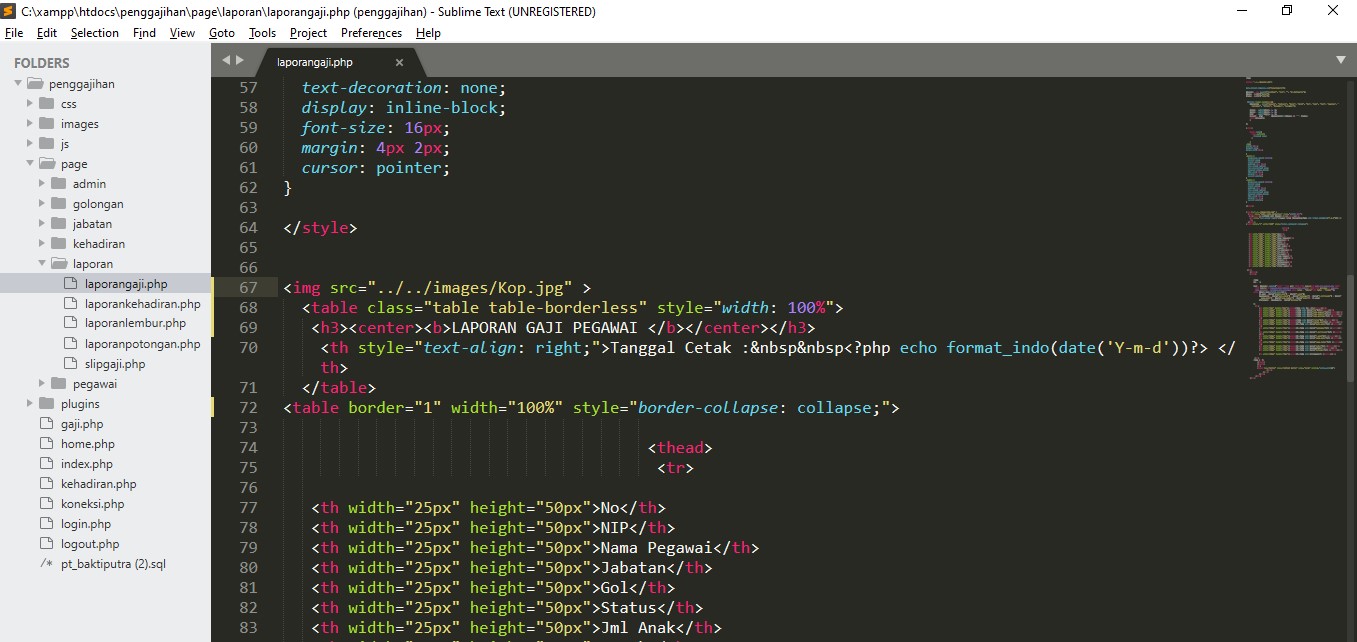 C:\xampp\htdocs\penggajihan\page\laporan\laporangaji.php (penggajihan) - Sublime Text (UNREGISTERED)
File Edit Selection Find View Goto Tools Project Preferences Help
FOLDERS
penggajihan
css
images
js
page
admin
golongan
jabatan
kehadiran
laporan
laporangaji.php
laporankehadiran.php
laporanlembur.php
laporanpotongan.php
slipgaji.php
pegawai
plugins
gaji.php
home.php
index.php
kehadiran.php
koneksi.php
login.php
logout.php
/* pt_baktiputra (2).sql
laporangaji.php ×
57 text-decoration: none;
58 display: inline-block;
59 font-size: 16px;
60 margin: 4px 2px;
61 cursor: pointer;
62 }
63
64 </style>
65
66
67 <img src="../../images/Kop.jpg" >
68 <table class="table table-borderless" style="width: 100%">
69 <h3><center><b>LAPORAN GAJI PEGAWAI </b></center></h3>
70 <th style="text-align: right;">Tanggal Cetak :&nbsp&nbsp<?php echo format_indo(date('Y-m-d'))?> </
th>
71 </table>
72 <table border="1" width="100%" style="border-collapse: collapse;">
73
74 <thead>
75 <tr>
76
77 <th width="25px" height="50px">No</th>
78 <th width="25px" height="50px">NIP</th>
79 <th width="25px" height="50px">Nama Pegawai</th>
80 <th width="25px" height="50px">Jabatan</th>
81 <th width="25px" height="50px">Gol</th>
82 <th width="25px" height="50px">Status</th>
83 <th width="25px" height="50px">Jml Anak</th>